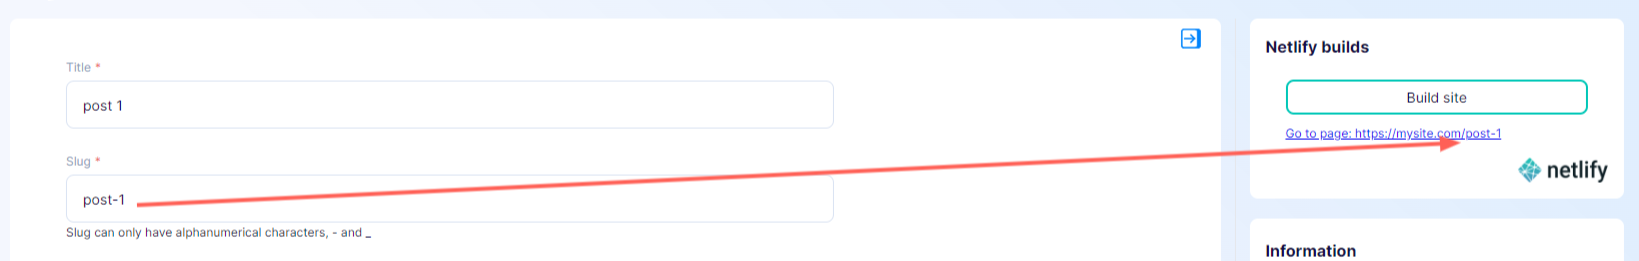 Title *
post 1
Slug *
post-1
Slug can only have alphanumerical characters, - and _
Netlify builds
Build site
Go to page: https://mysite.com/post-1
netlify
Information